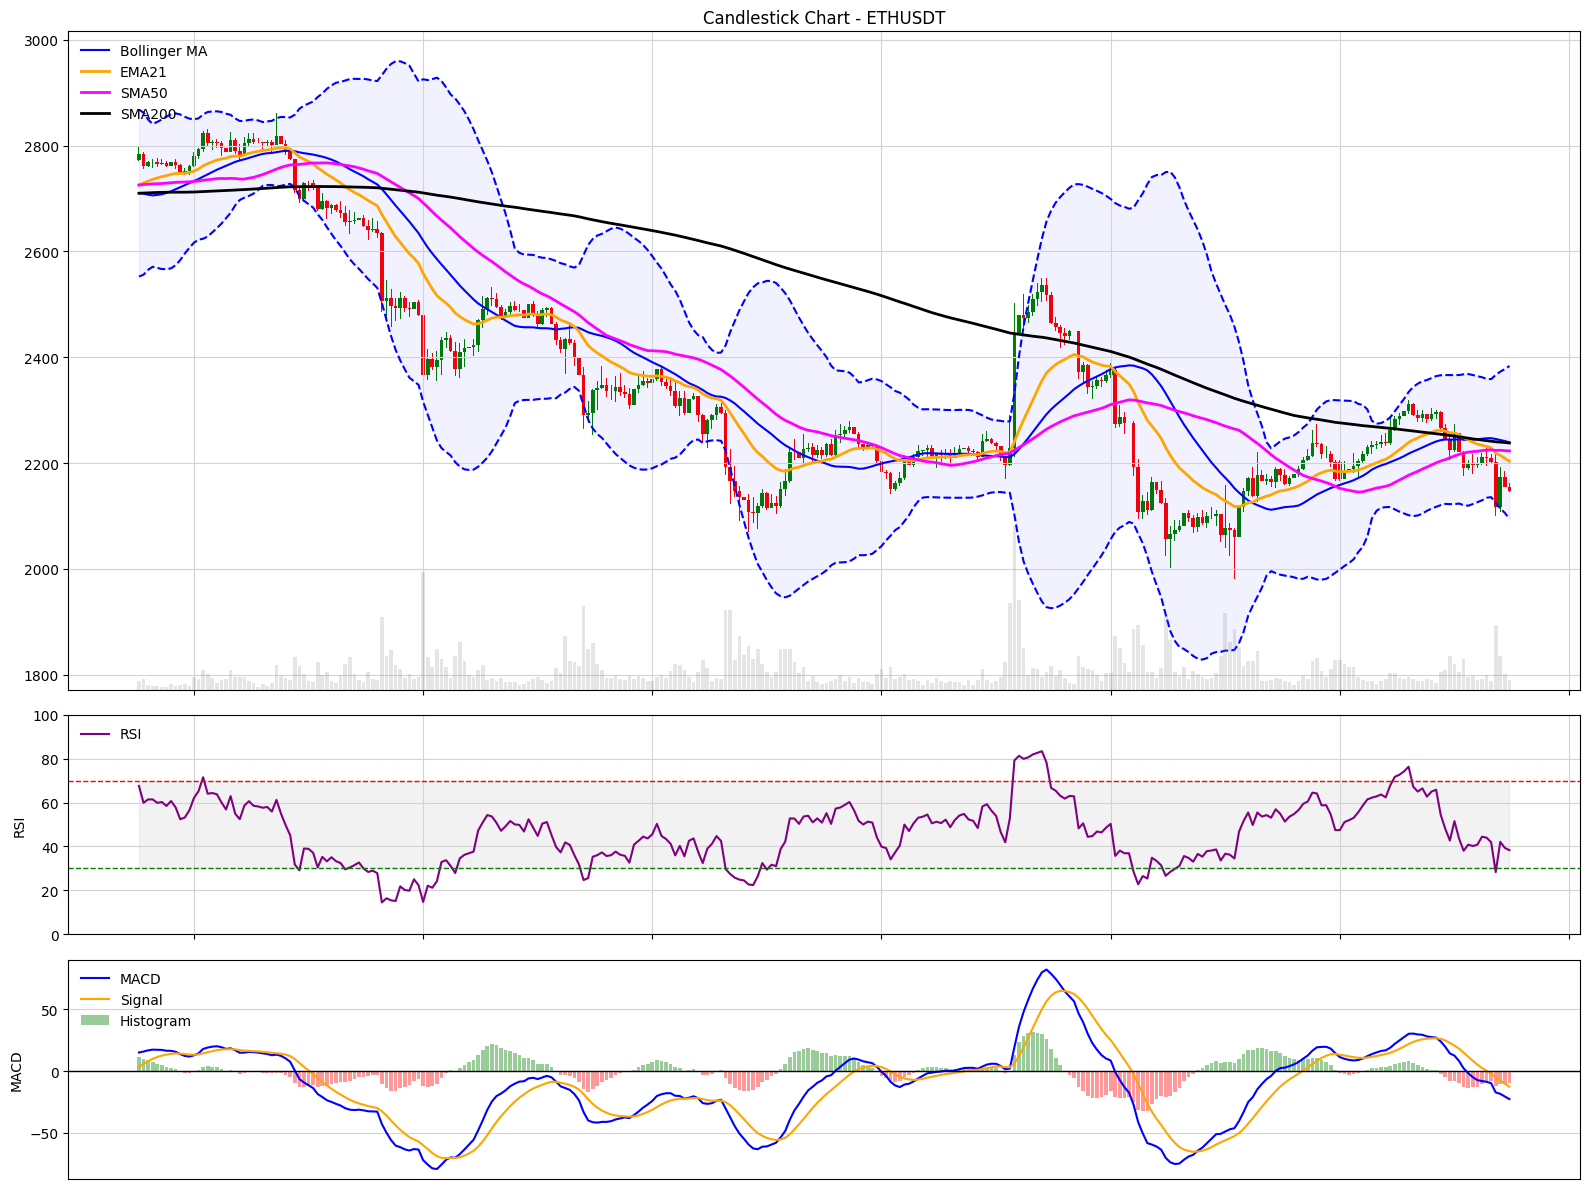 Candlestick Chart - ETHUSDT
3000
2800
2600
2400
2200
2000
1800
Bollinger MA
EMA21
SMA50
SMA200
100
80
60
40
20
0
RSI
RSI
50
0
−50
MACD
MACD
Signal
Histogram